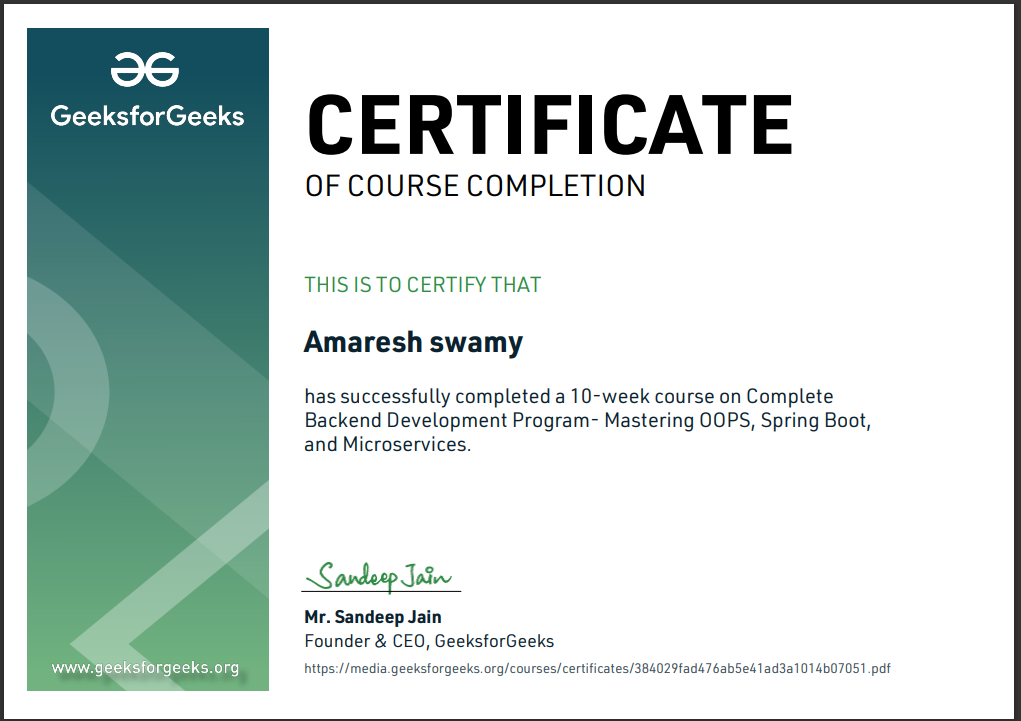 GeeksforGeeks
CERTIFICATE
OF COURSE COMPLETION
THIS IS TO CERTIFY THAT
Amaresh swamy
has successfully completed a 10-week course on Complete
Backend Development Program- Mastering OOPS, Spring Boot,
and Microservices.
Sandeep Jain
Mr. Sandeep Jain
Founder & CEO, GeeksforGeeks
https://media.geeksforgeeks.org/courses/certificates/384029fad476ab5e41ad3a1014b07051.pdf
www.geeksforgeeks.org